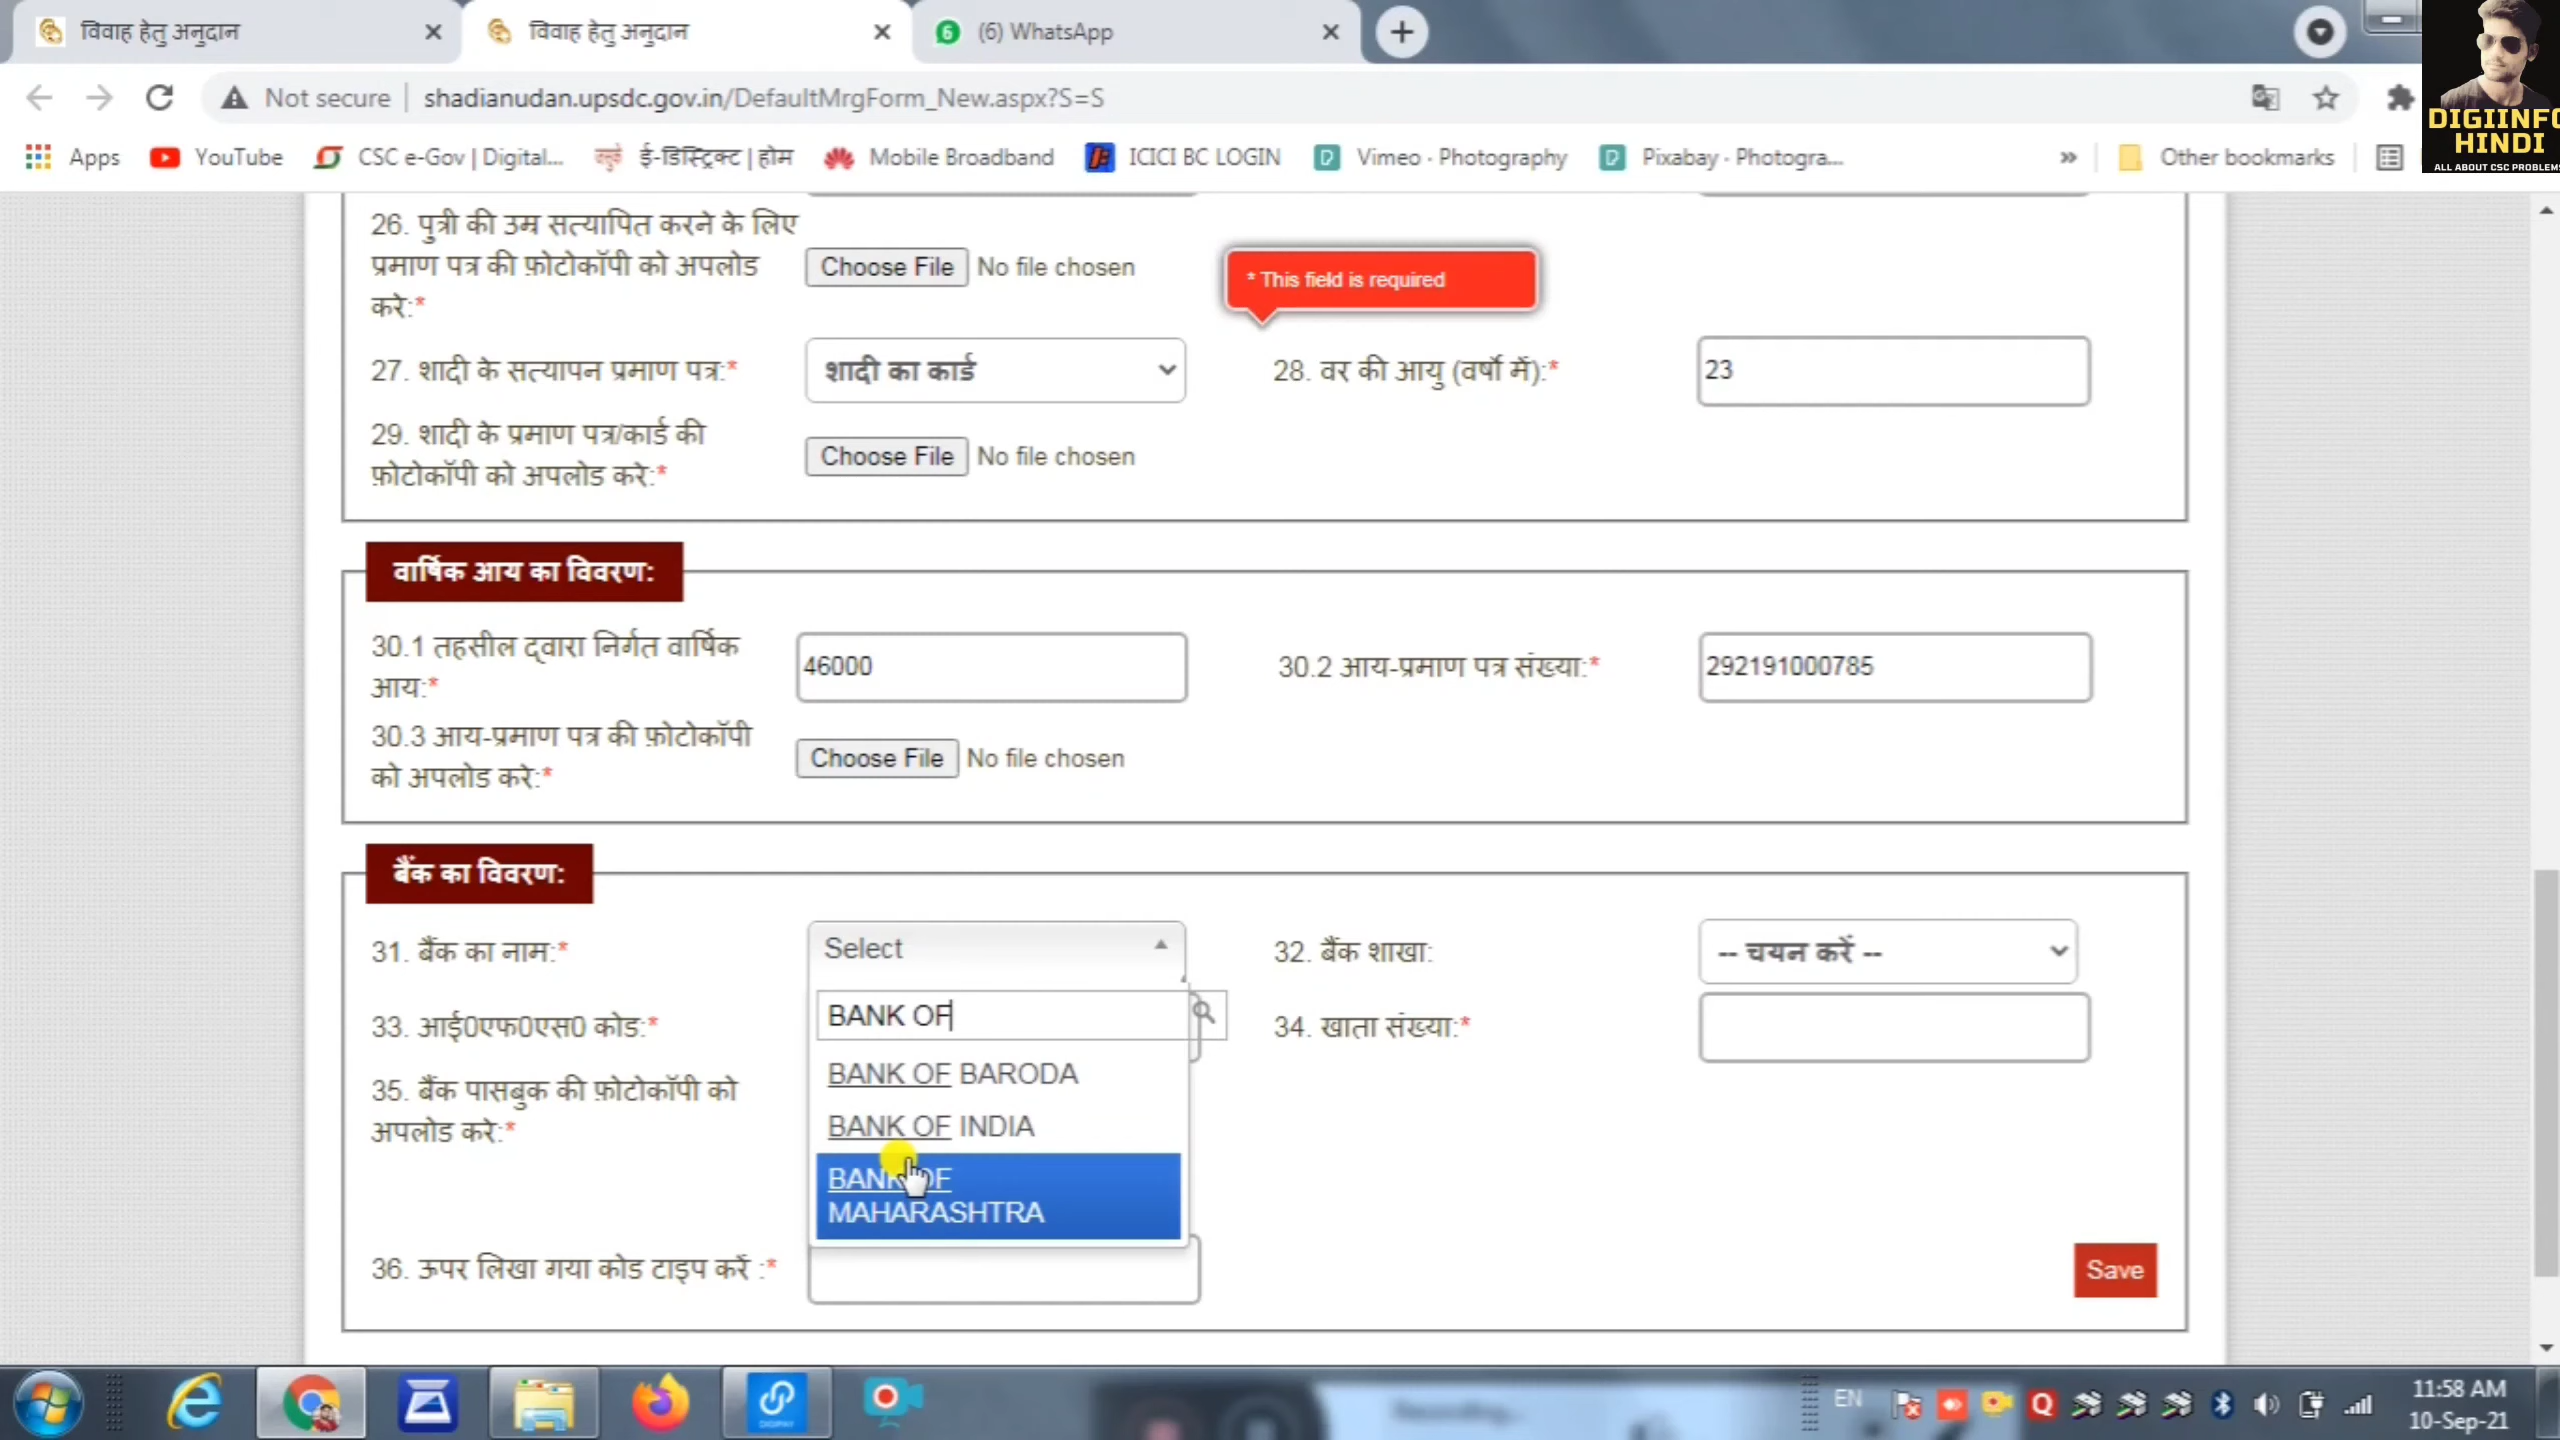 विवाह हेतु अनुदान
विवाह हेतु अनुदान
(6) WhatsApp
Not secure | shadianudan.upsdc.gov.in/DefaultMrgForm_New.aspx?S=S
DIGIINFO
HINDI
ALL ABOUT CSC PROBLEMS
Apps YouTube CSC e-Gov | Digital... ई-डिस्ट्रिक्ट | होम Mobile Broadband ICICI BC LOGIN Vimeo · Photography Pixabay · Photogra... » Other bookmarks
26. पुत्री की उम्र सत्यापित करने के लिए
प्रमाण पत्र की फ़ोटोकॉपी को अपलोड
करे:*
Choose File No file chosen
* This field is required
27. शादी के सत्यापन प्रमाण पत्र:* शादी का कार्ड 28. वर की आयु (वर्षो में):* 23
29. शादी के प्रमाण पत्र/कार्ड की
फ़ोटोकॉपी को अपलोड करे:*
Choose File No file chosen
वार्षिक आय का विवरण:
30.1 तहसील द्वारा निर्गत वार्षिक
आय:*
46000
30.2 आय-प्रमाण पत्र संख्या:* 292191000785
30.3 आय-प्रमाण पत्र की फ़ोटोकॉपी
को अपलोड करे:*
Choose File No file chosen
बैंक का विवरण:
31. बैंक का नाम:* Select 32. बैंक शाखा: -- चयन करें --
BANK OF
33. आई0एफ0एस0 कोड:* 34. खाता संख्या:*
BANK OF BARODA
35. बैंक पासबुक की फ़ोटोकॉपी को
अपलोड करे:*
BANK OF INDIA
BANK OF
MAHARASHTRA
36. ऊपर लिखा गया कोड टाइप करें :*
Save
EN
11:58 AM
10-Sep-21